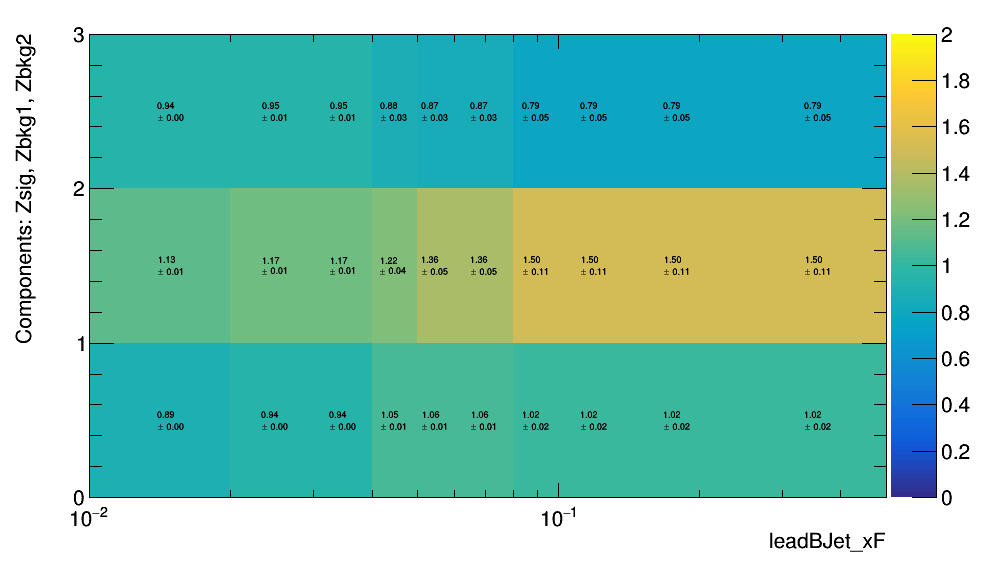 Components: Zsig, Zbkg1, Zbkg2
3
2
1
0
0.94 0.95 0.95 0.88 0.87 0.87 0.79 0.79 0.79 0.79
± 0.00 ± 0.01 ± 0.01 ± 0.03 ± 0.03 ± 0.03 ± 0.05 ± 0.05 ± 0.05 ± 0.05
1.13 1.17 1.17 1.22 1.36 1.36 1.50 1.50 1.50 1.50
± 0.01 ± 0.01 ± 0.01 ± 0.04 ± 0.05 ± 0.05 ± 0.11 ± 0.11 ± 0.11 ± 0.11
0.89 0.94 0.94 1.05 1.06 1.06 1.02 1.02 1.02 1.02
± 0.00 ± 0.00 ± 0.00 ± 0.01 ± 0.01 ± 0.01 ± 0.02 ± 0.02 ± 0.02 ± 0.02
10⁻² 10⁻¹
leadBJet_xF
2
1.8
1.6
1.4
1.2
1
0.8
0.6
0.4
0.2
0